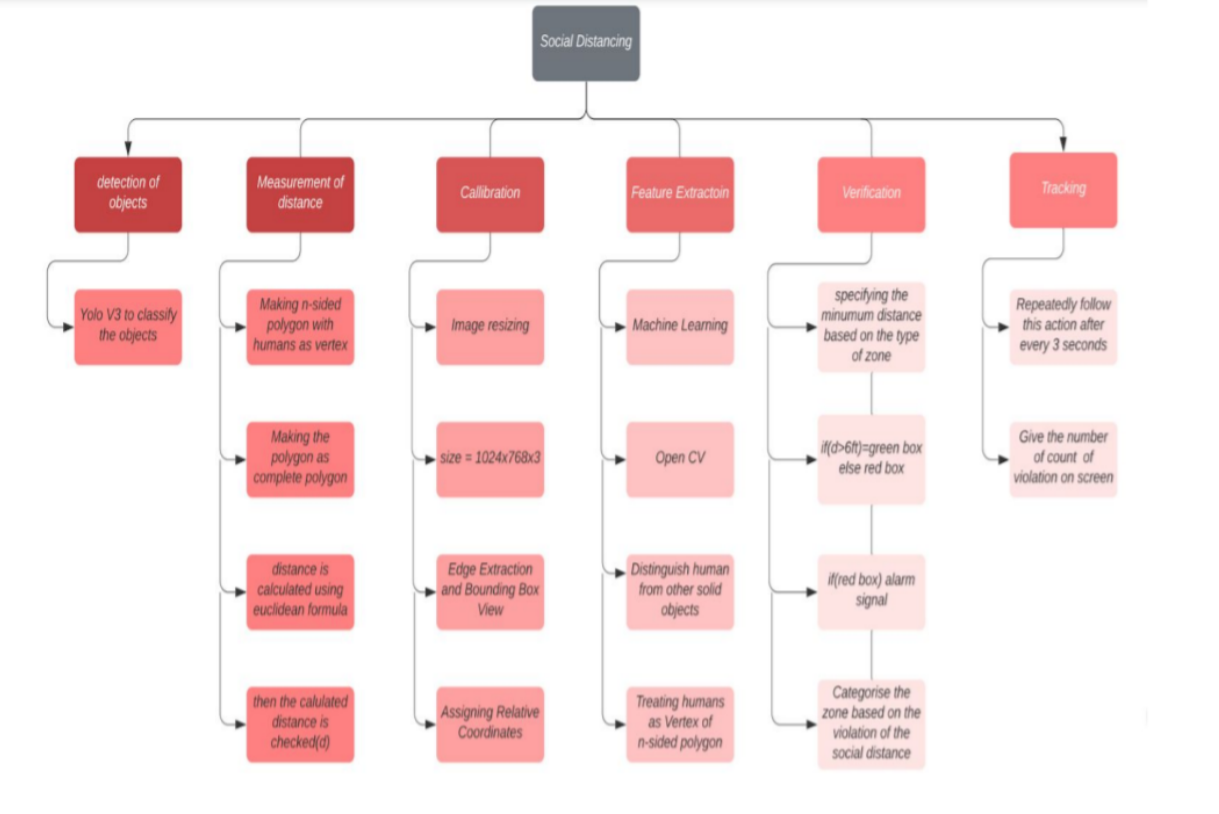 Social Distancing
detection of
objects
Measurement of
distance
Callibration
Feature Extractoin
Verification
Tracking
Yolo V3 to classify
the objects
Making n-sided
polygon with
humans as vertex
Making the
polygon as
complete polygon
distance is
calculated using
euclidean formula
then the calulated
distance is
checked(d)
Image resizing
size = 1024x768x3
Edge Extraction
and Bounding Box
View
Assigning Relative
Coordinates
Machine Learning
Open CV
Distinguish human
from other solid
objects
Treating humans
as Vertex of
n-sided polygon
specifying the
minumum distance
based on the type
of zone
if(d>6ft)=green box
else red box
if(red box) alarm
signal
Categorise the
zone based on the
violation of the
social distance
Repeatedly follow
this action after
every 3 seconds
Give the number
of count of
violation on screen